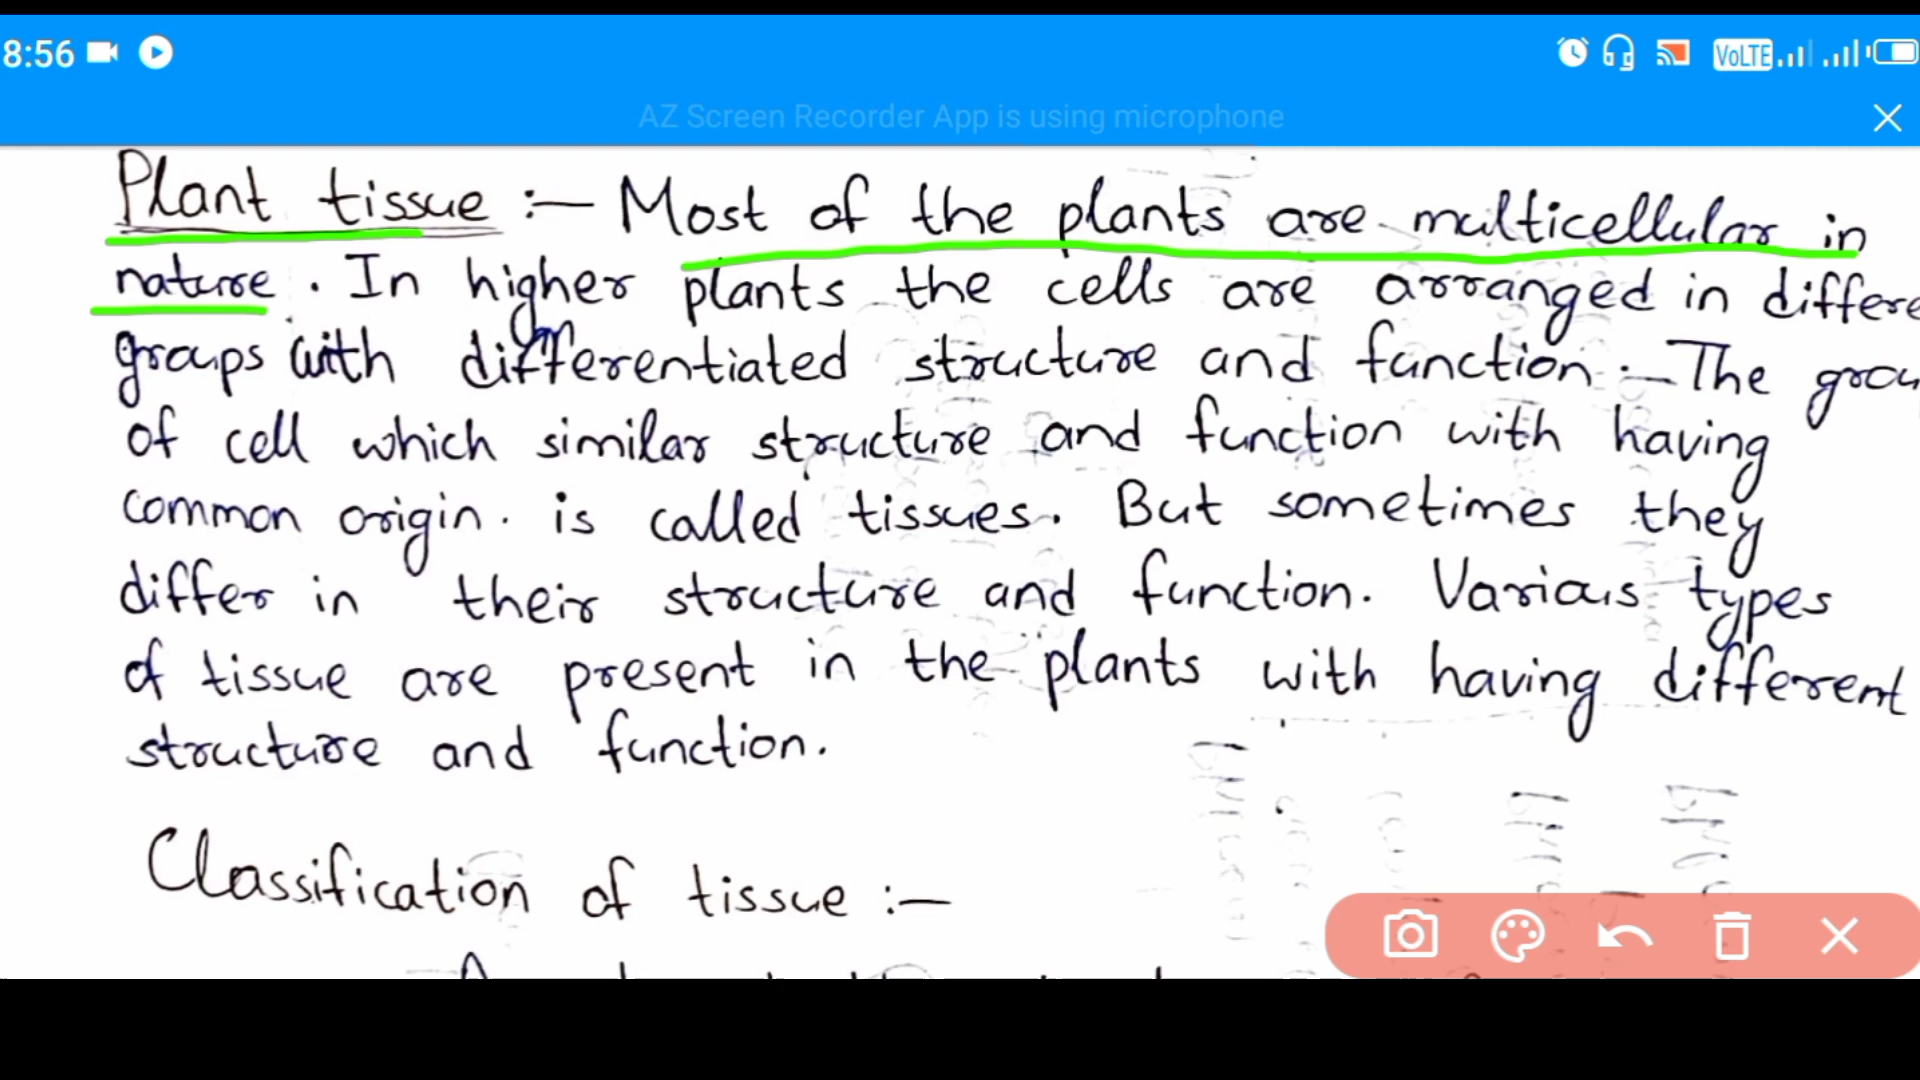 8:56
VoLTE
AZ Screen Recorder App is using microphone
Plant tissue :- Most of the plants are multicellular in
nature. In higher plants the cells are arranged in differe
groups with differentiated structure and function. - The grou
of cell which similar structure and function with having
common origin. is called tissues. But sometimes they
differ in their structure and function. Various types
of tissue are present in the plants with having different
structure and function.
Classification of tissue :-